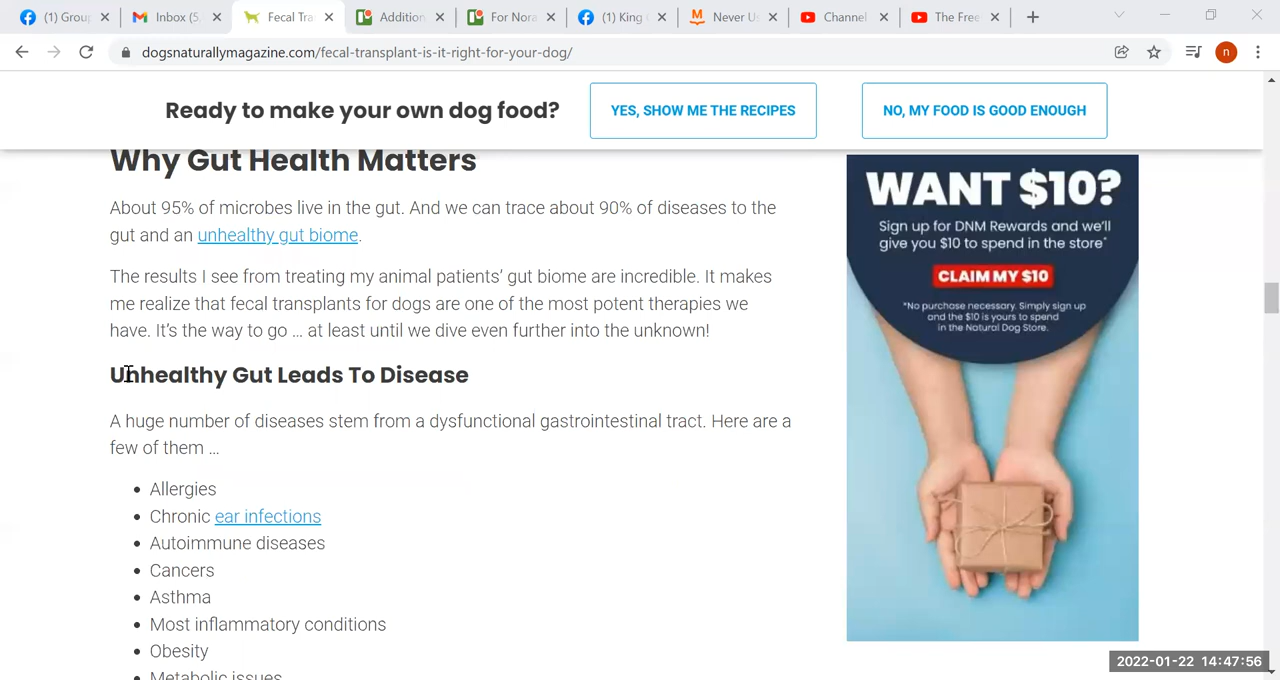 (1) Group
Inbox (5,
Fecal Tra
Addition
For Nora
(1) King
Never U
Channel
The Free
dogsnaturallymagazine.com/fecal-transplant-is-it-right-for-your-dog/
n
Ready to make your own dog food?
YES, SHOW ME THE RECIPES
NO, MY FOOD IS GOOD ENOUGH
Why Gut Health Matters
About 95% of microbes live in the gut. And we can trace about 90% of diseases to the
gut and an unhealthy gut biome.
The results I see from treating my animal patients’ gut biome are incredible. It makes
me realize that fecal transplants for dogs are one of the most potent therapies we
have. It’s the way to go … at least until we dive even further into the unknown!
Unhealthy Gut Leads To Disease
A huge number of diseases stem from a dysfunctional gastrointestinal tract. Here are a
few of them …
Allergies
Chronic ear infections
Autoimmune diseases
Cancers
Asthma
Most inflammatory conditions
Obesity
Metabolic issues
WANT $10?
Sign up for DNM Rewards and we’ll
give you $10 to spend in the store*
CLAIM MY $10
*No purchase necessary. Simply sign up
and the $10 is yours to spend
in the Natural Dog Store.
2022-01-22 14:47:56